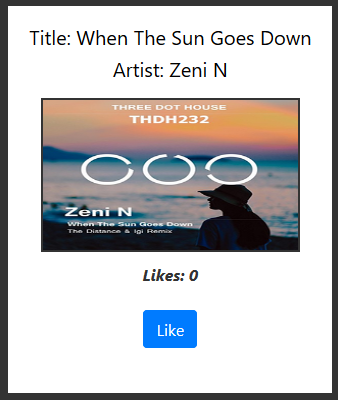 Title: When The Sun Goes Down
Artist: Zeni N
THREE DOT HOUSE
THDH232
Zeni N
When The Sun Goes Down
The Distance & Igi Remix
Likes: 0
Like